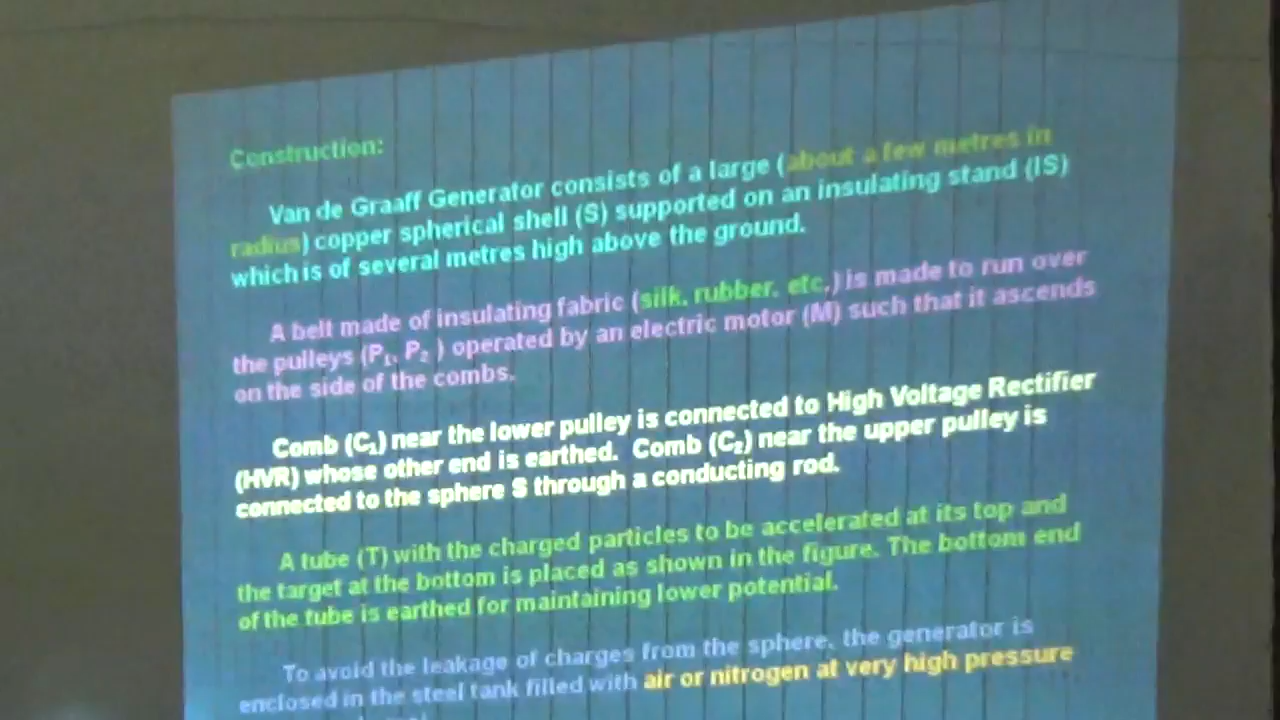 Construction:
Van de Graaff Generator consists of a large (about a few metres in
radius) copper spherical shell (S) supported on an insulating stand (IS)
which is of several metres high above the ground.
A belt made of insulating fabric (silk, rubber, etc.) is made to run over
the pulleys (P₁, P₂ ) operated by an electric motor (M) such that it ascends
on the side of the combs.
Comb (C₁) near the lower pulley is connected to High Voltage Rectifier
(HVR) whose other end is earthed. Comb (C₂) near the upper pulley is
connected to the sphere S through a conducting rod.
A tube (T) with the charged particles to be accelerated at its top and
the target at the bottom is placed as shown in the figure. The bottom end
of the tube is earthed for maintaining lower potential.
To avoid the leakage of charges from the sphere, the generator is
enclosed in the steel tank filled with air or nitrogen at very high pressure